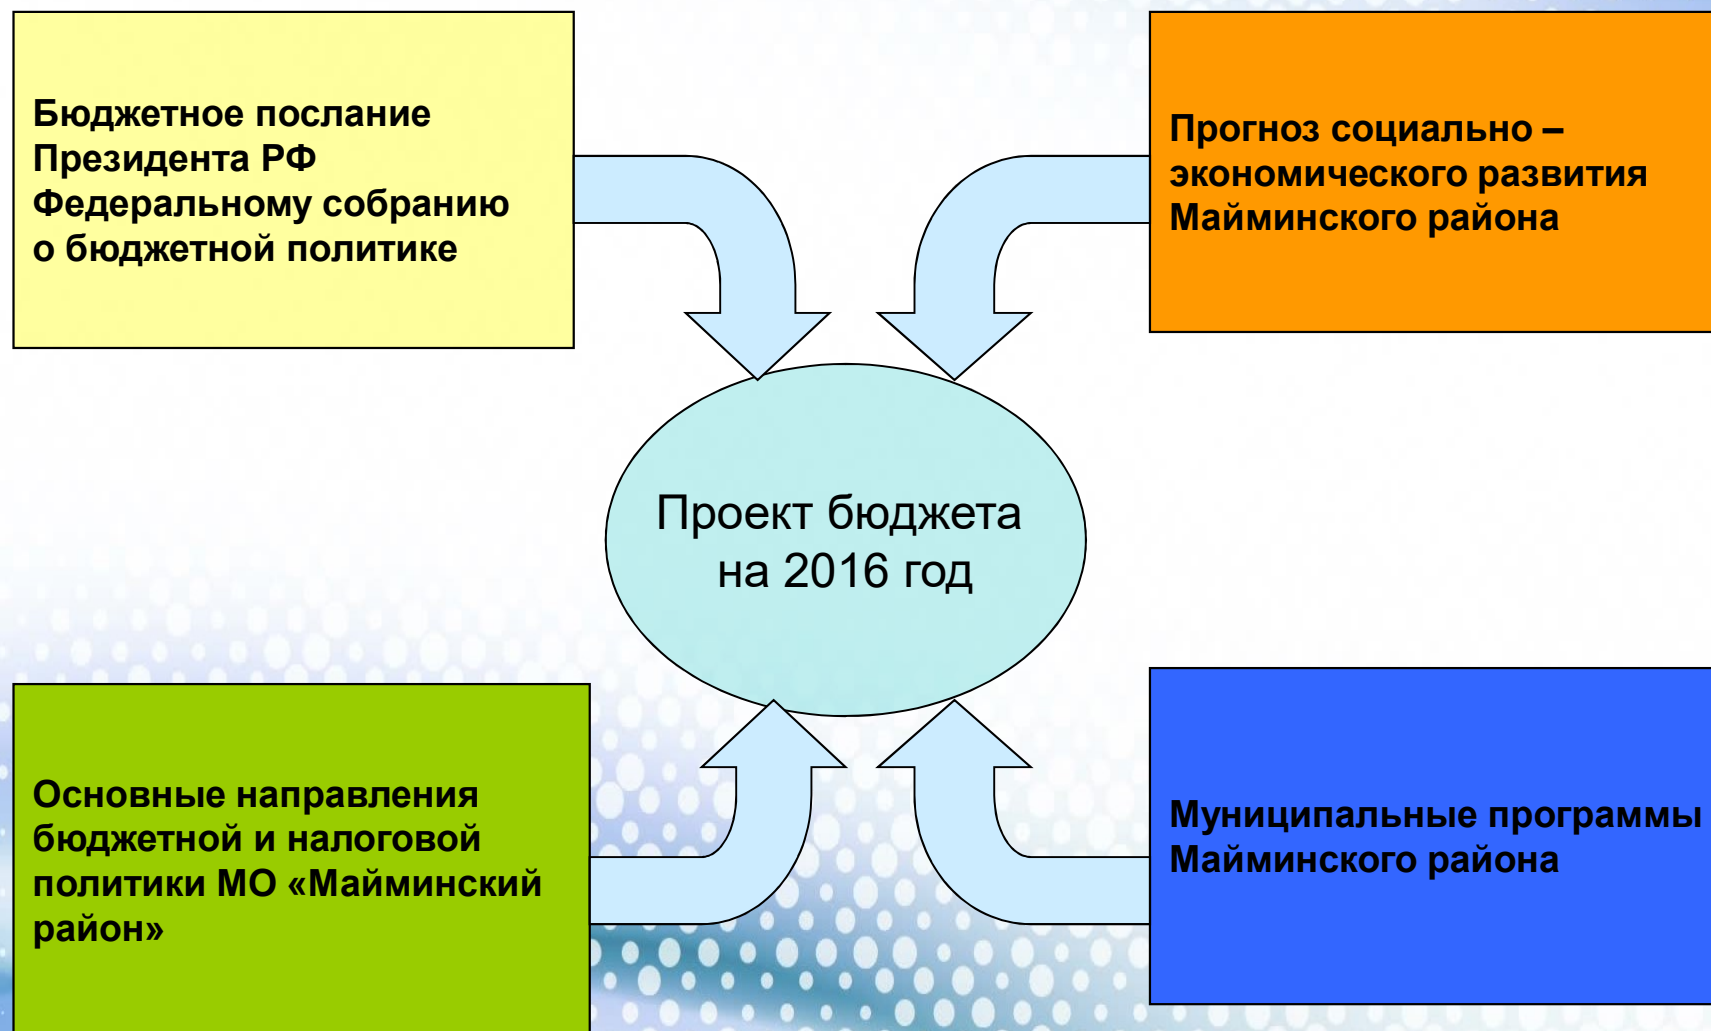 Бюджетное послание
Президента РФ
Федеральному собранию
о бюджетной политике
Прогноз социально –
экономического развития
Майминского района
Проект бюджета
на 2016 год
Основные направления
бюджетной и налоговой
политики МО «Майминский
район»
Муниципальные программы
Майминского района